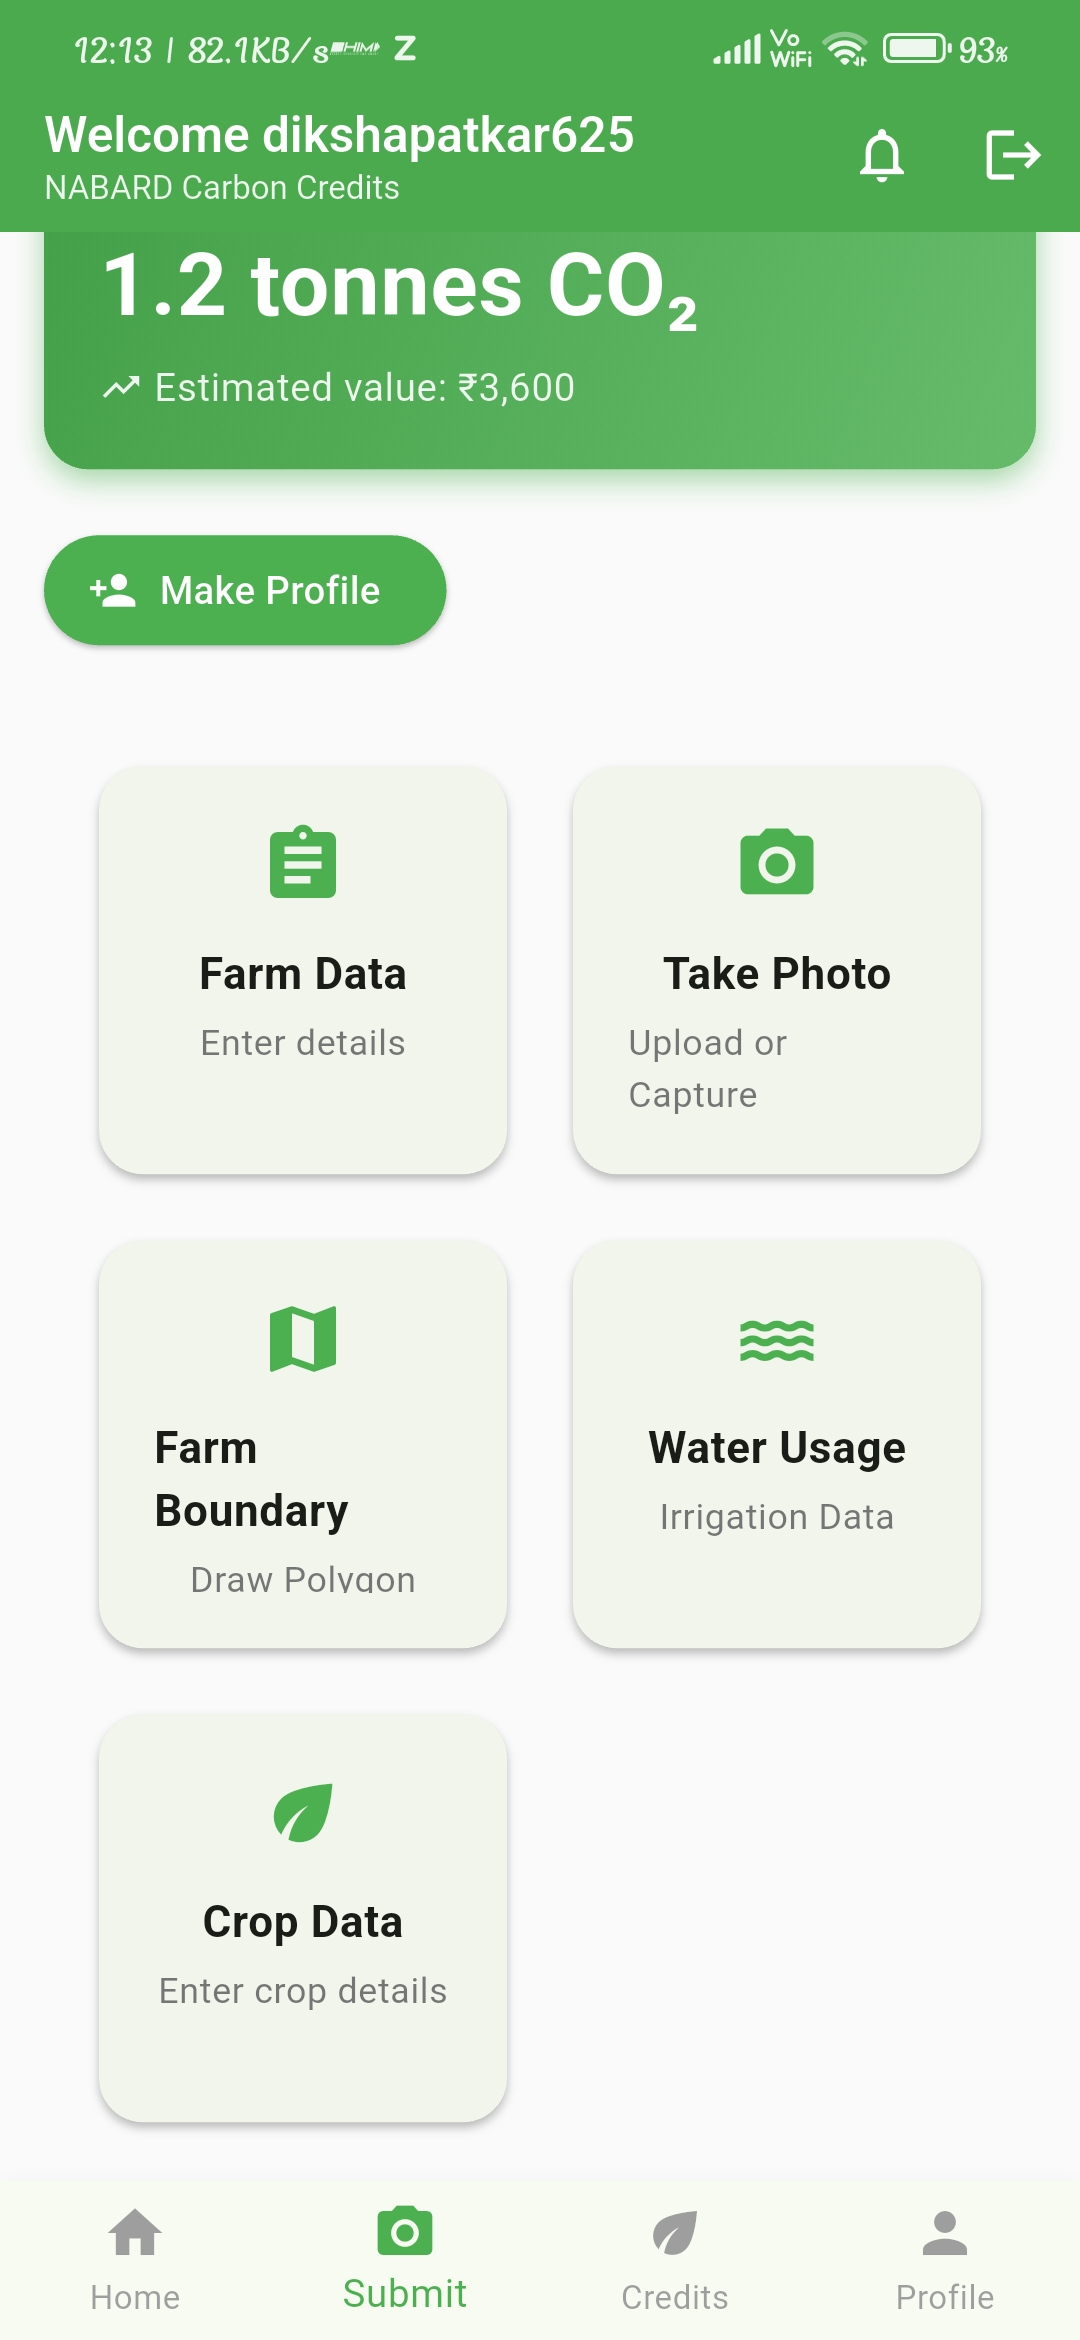 12:13 | 82.1KB/s Z Vo WiFi 93%
Welcome dikshapatkar625
NABARD Carbon Credits
1.2 tonnes CO₂
Estimated value: ₹3,600
Make Profile
Farm Data
Enter details
Take Photo
Upload or
Capture
Farm
Boundary
Draw Polygon
Water Usage
Irrigation Data
Crop Data
Enter crop details
Home
Submit
Credits
Profile